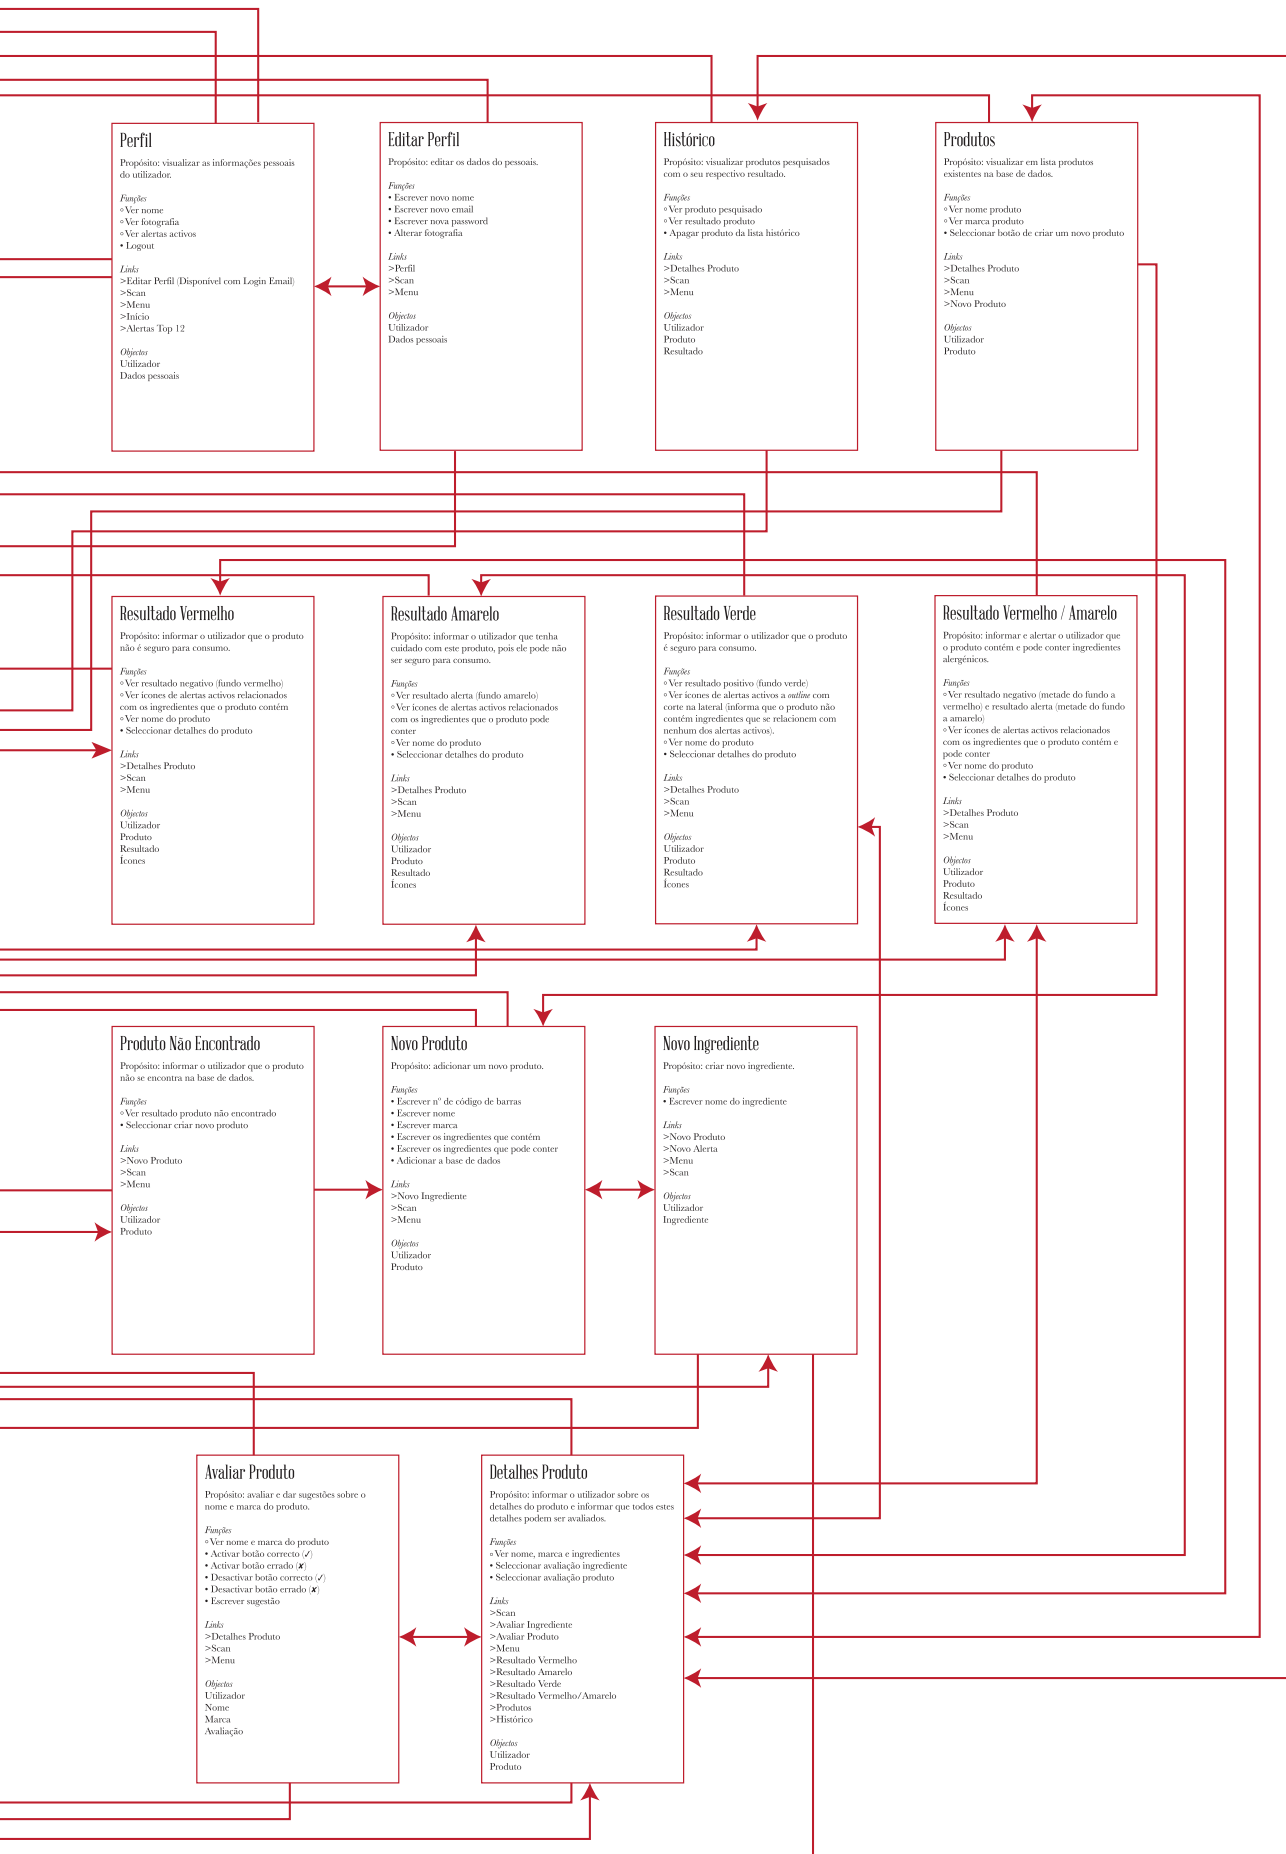 Perfil
Propósito: visualizar as informações pessoais
do utilizador.
Funções
◦ Ver nome
◦ Ver fotografia
◦ Ver alertas activos
• Logout
Links
>Editar Perfil (Disponível com Login Email)
>Scan
>Menu
>Início
>Alertas Top 12
Objectos
Utilizador
Dados pessoais
Editar Perfil
Propósito: editar os dados do pessoais.
Funções
• Escrever novo nome
• Escrever novo email
• Escrever nova password
• Alterar fotografia
Links
>Perfil
>Scan
>Menu
Objectos
Utilizador
Dados pessoais
Histórico
Propósito: visualizar produtos pesquisados
com o seu respectivo resultado.
Funções
◦ Ver produto pesquisado
◦ Ver resultado produto
• Apagar produto da lista histórico
Links
>Detalhes Produto
>Scan
>Menu
Objectos
Utilizador
Produto
Resultado
Produtos
Propósito: visualizar em lista produtos
existentes na base de dados.
Funções
◦ Ver nome produto
◦ Ver marca produto
• Seleccionar botão de criar um novo produto
Links
>Detalhes Produto
>Scan
>Menu
>Novo Produto
Objectos
Utilizador
Produto
Resultado Vermelho
Propósito: informar o utilizador que o produto
não é seguro para consumo.
Funções
◦ Ver resultado negativo (fundo vermelho)
◦ Ver ícones de alertas activos relacionados
com os ingredientes que o produto contém
◦ Ver nome do produto
• Seleccionar detalhes do produto
Links
>Detalhes Produto
>Scan
>Menu
Objectos
Utilizador
Produto
Resultado
Ícones
Resultado Amarelo
Propósito: informar o utilizador que tenha
cuidado com este produto, pois ele pode não
ser seguro para consumo.
Funções
◦ Ver resultado alerta (fundo amarelo)
◦ Ver ícones de alertas activos relacionados
com os ingredientes que o produto pode
conter
◦ Ver nome do produto
• Seleccionar detalhes do produto
Links
>Detalhes Produto
>Scan
>Menu
Objectos
Utilizador
Produto
Resultado
Ícones
Resultado Verde
Propósito: informar o utilizador que o produto
é seguro para consumo.
Funções
◦ Ver resultado positivo (fundo verde)
◦ Ver ícones de alertas activos a outline com
corte na lateral (informa que o produto não
contém ingredientes que se relacionem com
nenhum dos alertas activos).
◦ Ver nome do produto
• Seleccionar detalhes do produto
Links
>Detalhes Produto
>Scan
>Menu
Objectos
Utilizador
Produto
Resultado
Ícones
Resultado Vermelho / Amarelo
Propósito: informar e alertar o utilizador que
o produto contém e pode conter ingredientes
alergénicos.
Funções
◦ Ver resultado negativo (metade do fundo a
vermelho) e resultado alerta (metade do fundo
a amarelo)
◦ Ver ícones de alertas activos relacionados
com os ingredientes que o produto contém e
pode conter
◦ Ver nome do produto
• Seleccionar detalhes do produto
Links
>Detalhes Produto
>Scan
>Menu
Objectos
Utilizador
Produto
Resultado
Ícones
Produto Não Encontrado
Propósito: informar o utilizador que o produto
não se encontra na base de dados.
Funções
◦ Ver resultado produto não encontrado
• Seleccionar criar novo produto
Links
>Novo Produto
>Scan
>Menu
Objectos
Utilizador
Produto
Novo Produto
Propósito: adicionar um novo produto.
Funções
• Escrever nº de código de barras
• Escrever nome
• Escrever marca
• Escrever os ingredientes que contém
• Escrever os ingredientes que pode conter
• Adicionar a base de dados
Links
>Novo Ingrediente
>Scan
>Menu
Objectos
Utilizador
Produto
Novo Ingrediente
Propósito: criar novo ingrediente.
Funções
• Escrever nome do ingrediente
Links
>Novo Produto
>Novo Alerta
>Menu
>Scan
Objectos
Utilizador
Ingrediente
Avaliar Produto
Propósito: avaliar e dar sugestões sobre o
nome e marca do produto.
Funções
◦ Ver nome e marca do produto
• Activar botão correcto (✓)
• Activar botão errado (✗)
• Desactivar botão correcto (✓)
• Desactivar botão errado (✗)
• Escrever sugestão
Links
>Detalhes Produto
>Scan
>Menu
Objectos
Utilizador
Nome
Marca
Avaliação
Detalhes Produto
Propósito: informar o utilizador sobre os
detalhes do produto e informar que todos estes
detalhes podem ser avaliados.
Funções
◦ Ver nome, marca e ingredientes
• Seleccionar avaliação ingrediente
• Seleccionar avaliação produto
Links
>Scan
>Avaliar Ingrediente
>Avaliar Produto
>Menu
>Resultado Vermelho
>Resultado Amarelo
>Resultado Verde
>Resultado Vermelho/Amarelo
>Produtos
>Histórico
Objectos
Utilizador
Produto